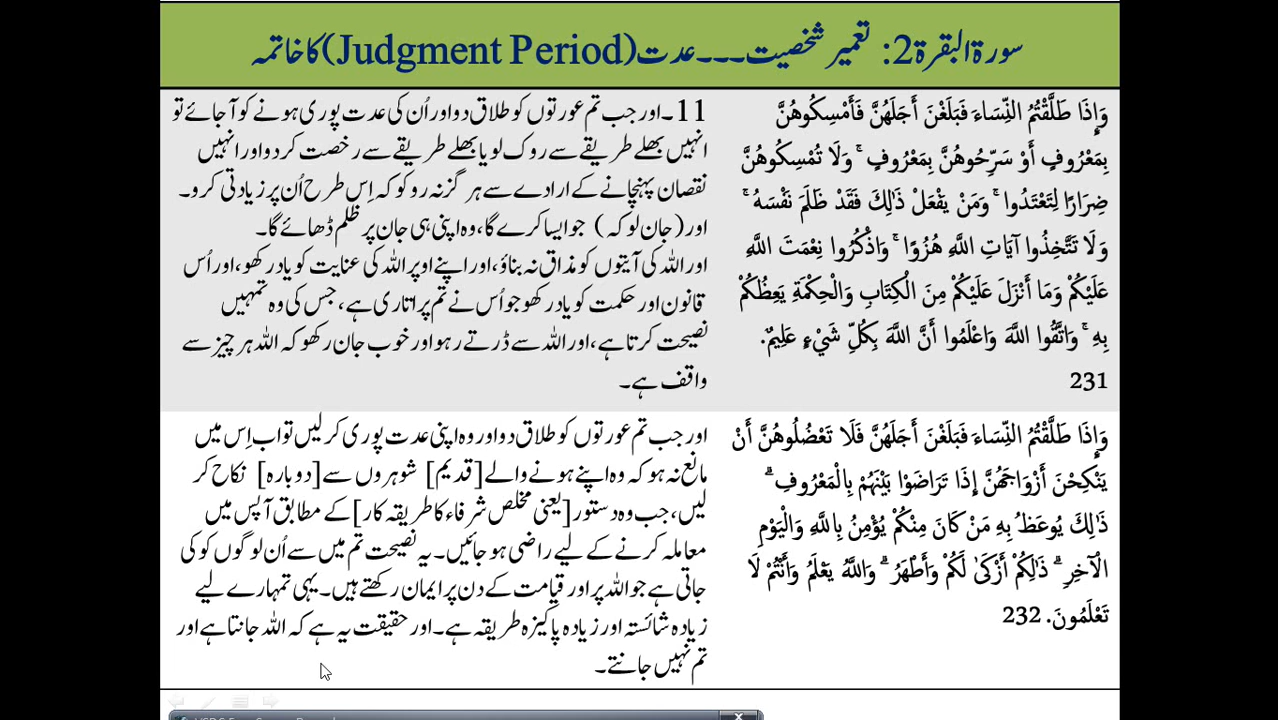 سورۃ البقرۃ 2: تعمیر شخصیت۔۔۔عدت (Judgment Period) کا خاتمہ
وَإِذَا طَلَّقْتُمُ النِّسَاءَ فَبَلَغْنَ أَجَلَهُنَّ فَأَمْسِكُوهُنَّ
بِمَعْرُوفٍ أَوْ سَرِّحُوهُنَّ بِمَعْرُوفٍ ۚ وَلَا تُمْسِكُوهُنَّ
ضِرَارًا لِتَعْتَدُوا ۚ وَمَنْ يَفْعَلْ ذَٰلِكَ فَقَدْ ظَلَمَ نَفْسَهُ ۚ
وَلَا تَتَّخِذُوا آيَاتِ اللَّهِ هُزُوًا ۚ وَاذْكُرُوا نِعْمَتَ اللَّهِ
عَلَيْكُمْ وَمَا أَنْزَلَ عَلَيْكُمْ مِنَ الْكِتَابِ وَالْحِكْمَةِ يَعِظُكُمْ
بِهِ ۚ وَاتَّقُوا اللَّهَ وَاعْلَمُوا أَنَّ اللَّهَ بِكُلِّ شَيْءٍ عَلِيمٌ.
231
11۔اور جب تم عورتوں کو طلاق دو اور اُن کی عدت پوری ہونے کو آ جائے تو
انہیں بھلے طریقے سے روک لو یا بھلے طریقے سے رخصت کر دو اور انہیں
نقصان پہنچانے کے ارادے سے ہر گز نہ روکو کہ اِس طرح اُن پر زیادتی کرو۔
اور (جان لو کہ) جو ایسا کرے گا، وہ اپنی ہی جان پر ظلم ڈھائے گا۔
اور اللہ کی آیتوں کو مذاق نہ بناؤ، اور اپنے اوپر اللہ کی عنایت کو یاد رکھو، اور اُس
قانون اور حکمت کو یاد رکھو جو اُس نے تم پر اتاری ہے، جس کی وہ تمہیں
نصیحت کرتا ہے، اور اللہ سے ڈرتے رہو اور خوب جان رکھو کہ اللہ ہر چیز سے
واقف ہے۔
وَإِذَا طَلَّقْتُمُ النِّسَاءَ فَبَلَغْنَ أَجَلَهُنَّ فَلَا تَعْضُلُوهُنَّ أَنْ
يَنْكِحْنَ أَزْوَاجَهُنَّ إِذَا تَرَاضَوْا بَيْنَهُمْ بِالْمَعْرُوفِ ۗ
ذَٰلِكَ يُوعَظُ بِهِ مَنْ كَانَ مِنْكُمْ يُؤْمِنُ بِاللَّهِ وَالْيَوْمِ
الْآخِرِ ۗ ذَٰلِكُمْ أَزْكَىٰ لَكُمْ وَأَطْهَرُ ۗ وَاللَّهُ يَعْلَمُ وَأَنْتُمْ لَا
تَعْلَمُونَ. 232
اور جب تم عورتوں کو طلاق دو اور وہ اپنی عدت پوری کر لیں تو اب اِس میں
مانع نہ ہو کہ وہ اپنے ہونے والے [قدیم] شوہروں سے [دوبارہ] نکاح کر
لیں، جب وہ دستور [یعنی مخلص شرفاء کا طریقہ کار] کے مطابق آپس میں
معاملہ کرنے کے لیے راضی ہو جائیں۔ یہ نصیحت تم میں سے اُن لوگوں کو کی
جاتی ہے جو اللہ پر اور قیامت کے دن پر ایمان رکھتے ہیں۔ یہی تمہارے لیے
زیادہ شائستہ اور زیادہ پاکیزہ طریقہ ہے۔ اور حقیقت یہ ہے کہ اللہ جانتا ہے اور
تم نہیں جانتے۔